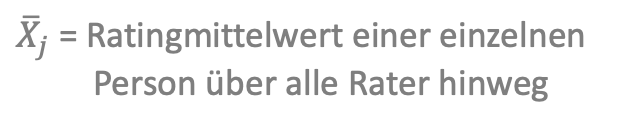 X̄ⱼ = Ratingmittelwert einer einzelnen
Person über alle Rater hinweg